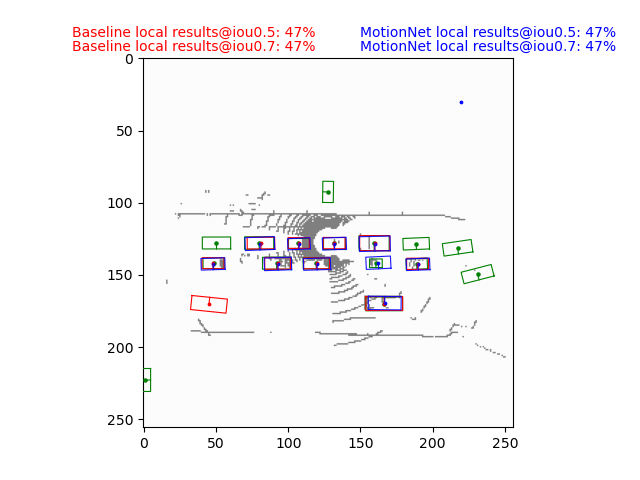 Baseline local results@iou0.5: 47% MotionNet local results@iou0.5: 47%
Baseline local results@iou0.7: 47% MotionNet local results@iou0.7: 47%
0
50
100
150
200
250
0 50 100 150 200 250